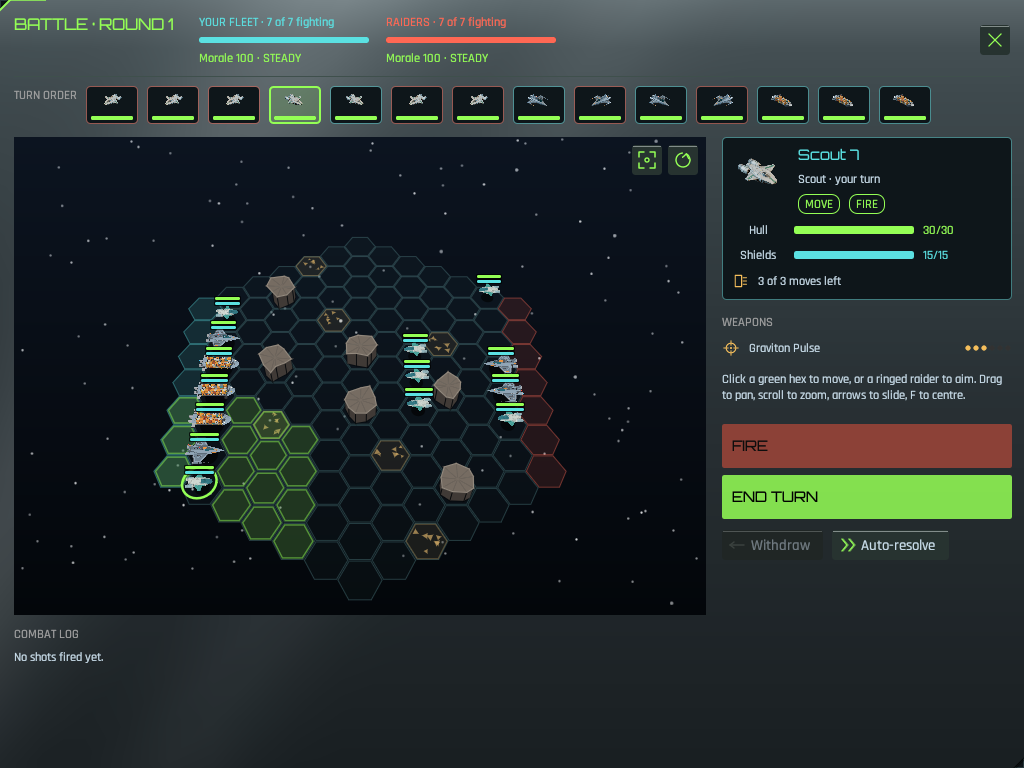 BATTLE · ROUND 1
YOUR FLEET · 7 of 7 fighting
Morale 100 · STEADY
RAIDERS · 7 of 7 fighting
Morale 100 · STEADY
TURN ORDER
Scout 7
Scout · your turn
MOVE FIRE
Hull 30/30
Shields 15/15
3 of 3 moves left
WEAPONS
Graviton Pulse
Click a green hex to move, or a ringed raider to aim. Drag
to pan, scroll to zoom, arrows to slide, F to centre.
FIRE
END TURN
Withdraw Auto-resolve
COMBAT LOG
No shots fired yet.